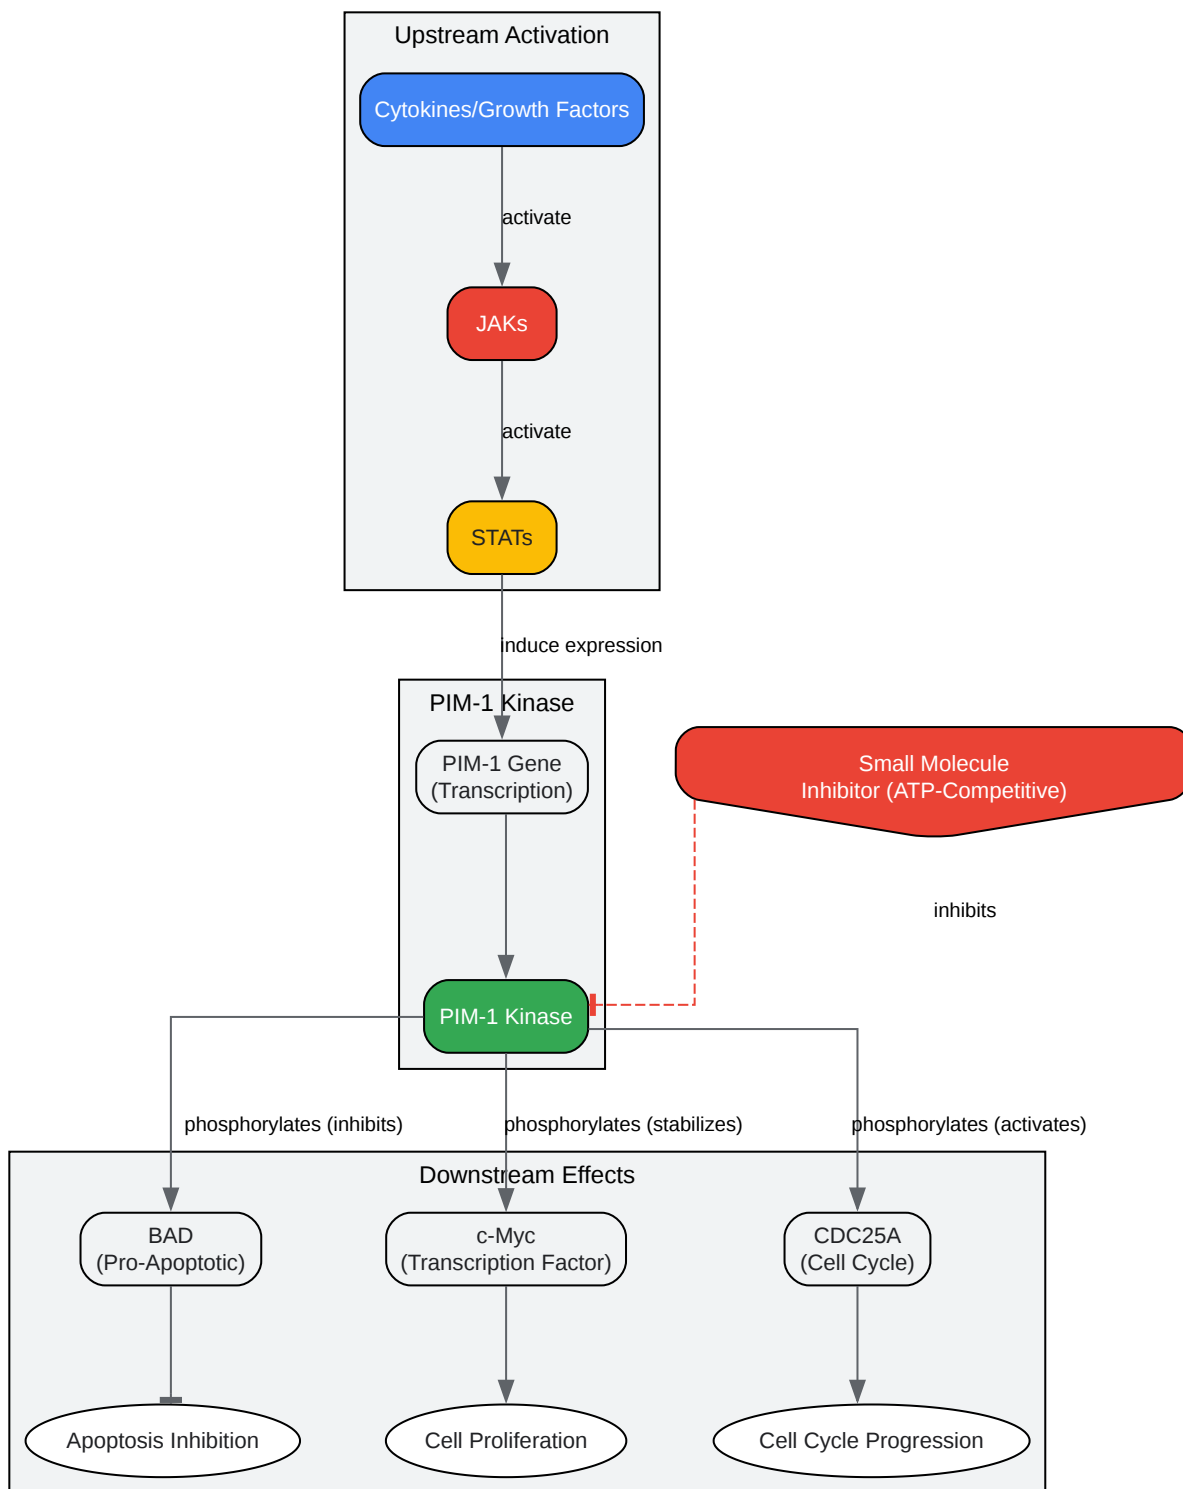 Upstream Activation
Cytokines/Growth Factors
activate
JAKs
activate
STATs
induce expression
PIM-1 Kinase
PIM-1 Gene
(Transcription)
Small Molecule
Inhibitor (ATP-Competitive)
inhibits
PIM-1 Kinase
phosphorylates (inhibits)
phosphorylates (stabilizes)
phosphorylates (activates)
Downstream Effects
BAD
(Pro-Apoptotic)
c-Myc
(Transcription Factor)
CDC25A
(Cell Cycle)
Apoptosis Inhibition
Cell Proliferation
Cell Cycle Progression